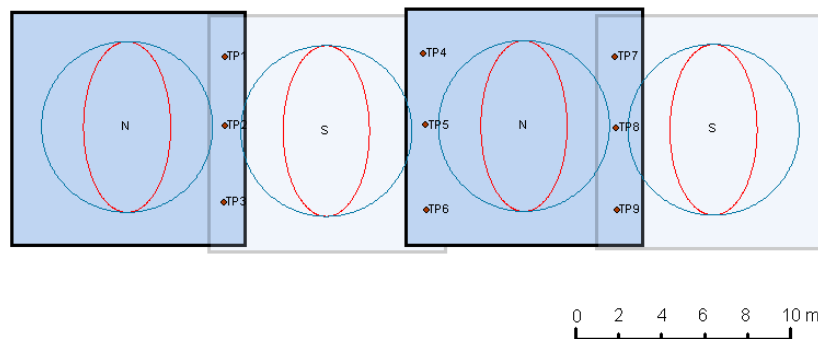 TP1 TP4 TP7
N TP2 S TP5 N TP8 S
TP3 TP6 TP9
0 2 4 6 8 10 m